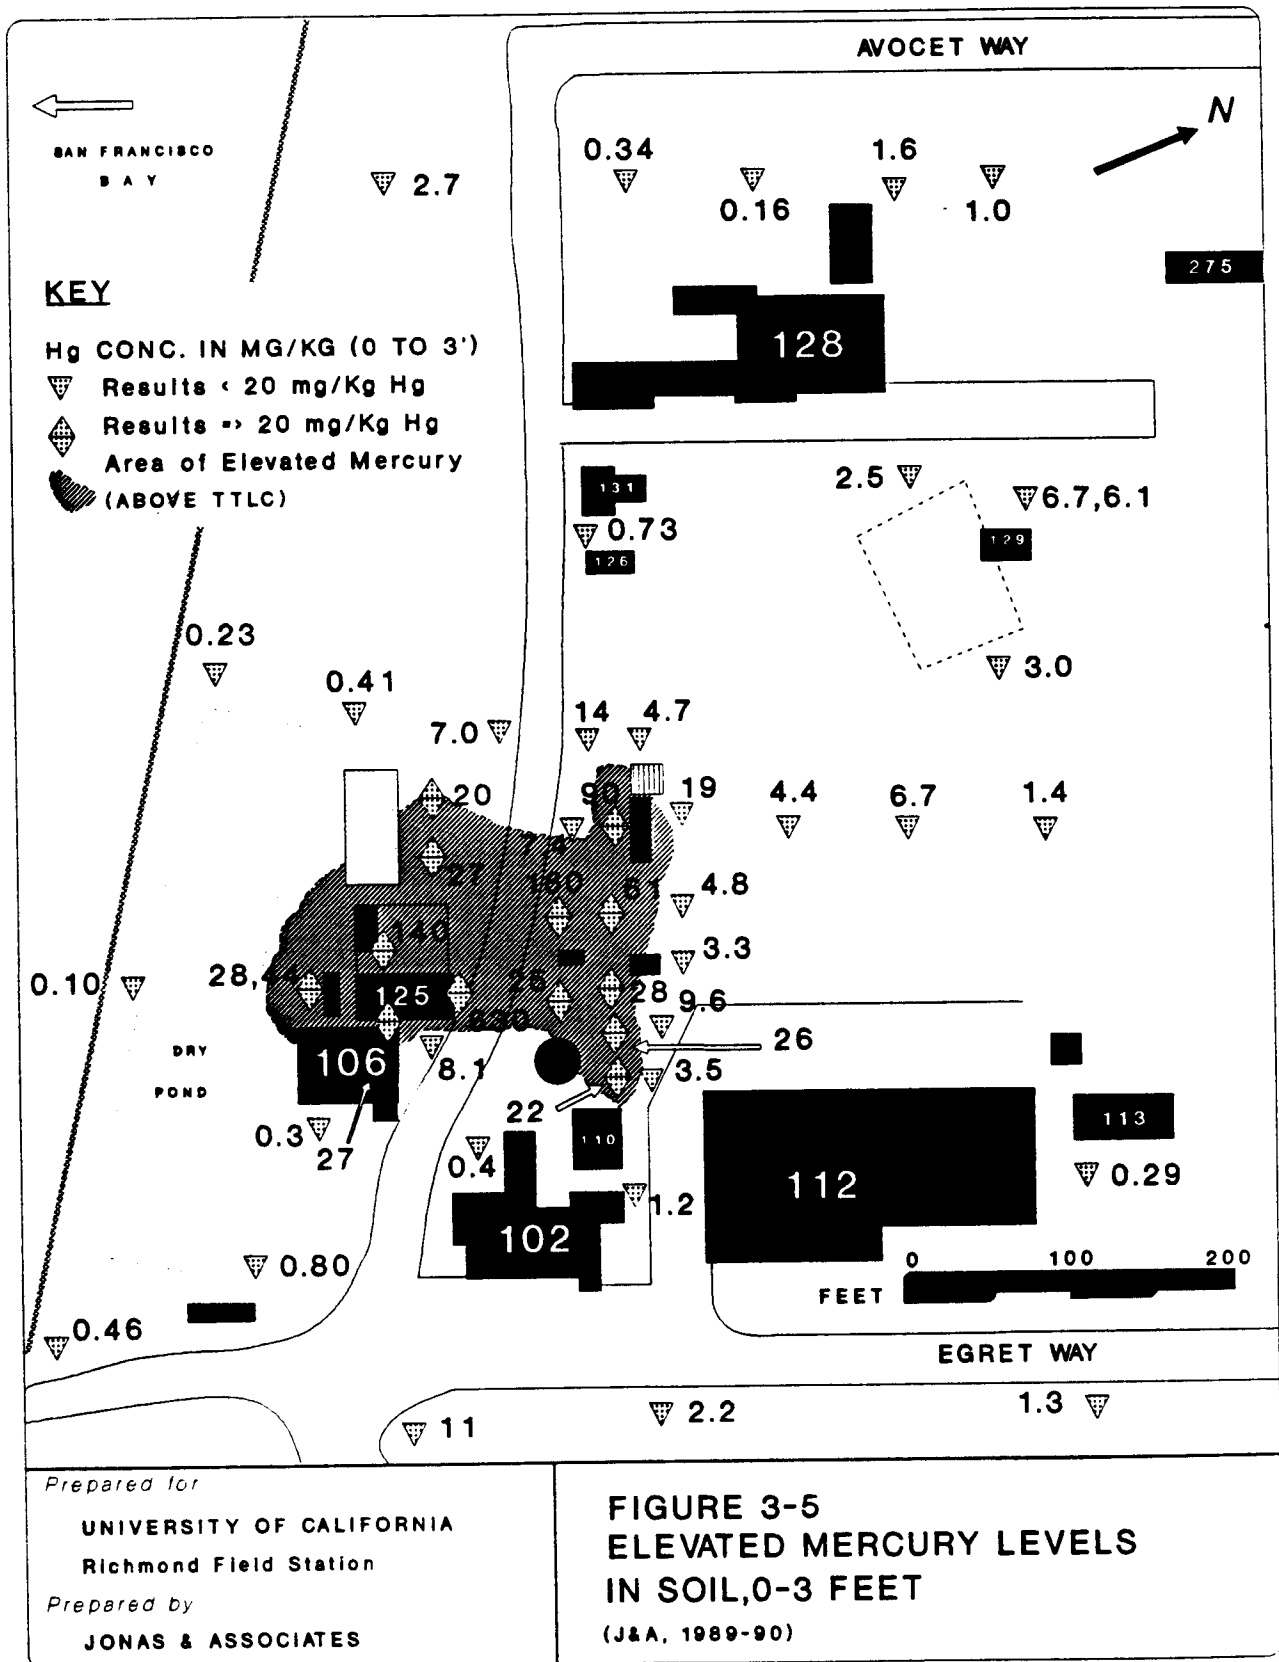 AVOCET WAY
N
SAN FRANCISCO
BAY
2.7
0.34
0.16
1.6
1.0
275
KEY
Hg CONC. IN MG/KG (0 TO 3')
Results < 20 mg/Kg Hg
Results => 20 mg/Kg Hg
Area of Elevated Mercury
(ABOVE TTLC)
128
131
0.73
126
2.5
6.7,6.1
129
3.0
0.23
0.41
7.0
14
4.7
20
90
19
4.4
6.7
1.4
7.4
27
160
61
4.8
140
3.3
0.10
28,44
125
26
28
9.6
630
DRY
POND
106
8.1
26
3.5
22
0.3
27
0.4
110
1.2
112
113
0.29
102
0.80
0.46
0 100 200
FEET
EGRET WAY
11
2.2
1.3
Prepared for
UNIVERSITY OF CALIFORNIA
Richmond Field Station
Prepared by
JONAS & ASSOCIATES
FIGURE 3-5
ELEVATED MERCURY LEVELS
IN SOIL,0-3 FEET
(J&A, 1989-90)